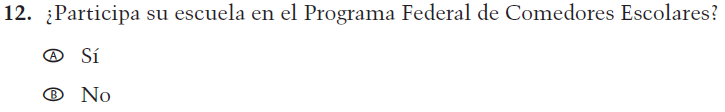 12. ¿Participa su escuela en el Programa Federal de Comedores Escolares?
Ⓐ Sí
Ⓑ No